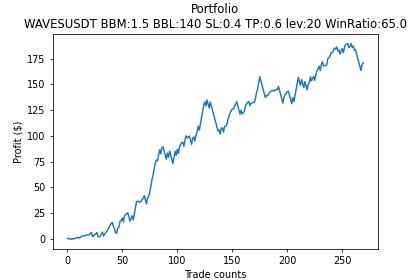 Portfolio
WAVESUSDT BBM:1.5 BBL:140 SL:0.4 TP:0.6 lev:20 WinRatio:65.0
Profit ($)
175
150
125
100
75
50
25
0
0 50 100 150 200 250
Trade counts